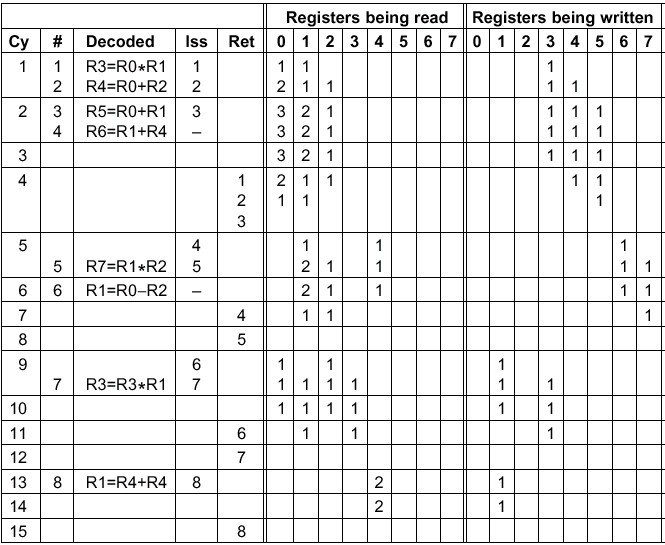 Registers being read Registers being written
Cy # Decoded Iss Ret 0 1 2 3 4 5 6 7 0 1 2 3 4 5 6 7
1 1 R3=R0*R1 1 1 1 1
2 R4=R0+R2 2 2 1 1 1 1
2 3 R5=R0+R1 3 3 2 1 1 1 1
4 R6=R1+R4 – 3 2 1 1 1 1
3 3 2 1 1 1 1
4 1 2 1 1 1 1
2 1 1 1
3
5 4 1 1 1
5 R7=R1*R2 5 2 1 1 1 1
6 6 R1=R0–R2 – 2 1 1 1 1
7 4 1 1 1
8 5
9 6 1 1 1
7 R3=R3*R1 7 1 1 1 1 1 1
10 1 1 1 1 1 1
11 6 1 1 1
12 7
13 8 R1=R4+R4 8 2 1
14 2 1
15 8